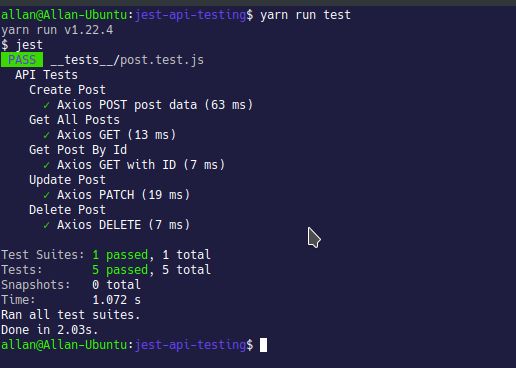 allan@Allan-Ubuntu:jest-api-testing$ yarn run test
yarn run v1.22.4
$ jest
PASS __tests__/post.test.js
API Tests
Create Post
✓ Axios POST post data (63 ms)
Get All Posts
✓ Axios GET (13 ms)
Get Post By Id
✓ Axios GET with ID (7 ms)
Update Post
✓ Axios PATCH (19 ms)
Delete Post
✓ Axios DELETE (7 ms)
Test Suites: 1 passed, 1 total
Tests: 5 passed, 5 total
Snapshots: 0 total
Time: 1.072 s
Ran all test suites.
Done in 2.03s.
allan@Allan-Ubuntu:jest-api-testing$